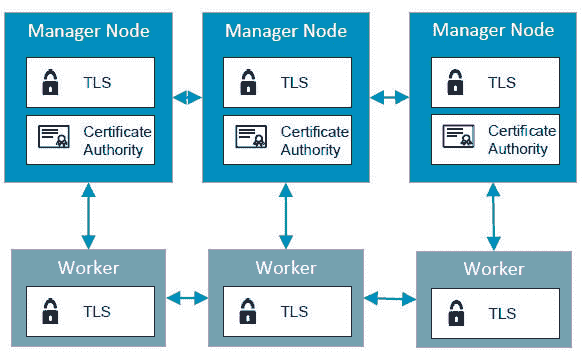 Manager Node
TLS
Certificate
Authority
Manager Node
TLS
Certificate
Authority
Manager Node
TLS
Certificate
Authority
Worker
TLS
Worker
TLS
Worker
TLS